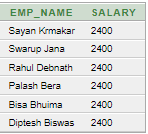 EMP_NAME SALARY
Sayan Krmakar 2400
Swarup Jana 2400
Rahul Debnath 2400
Palash Bera 2400
Bisa Bhuima 2400
Diptesh Biswas 2400